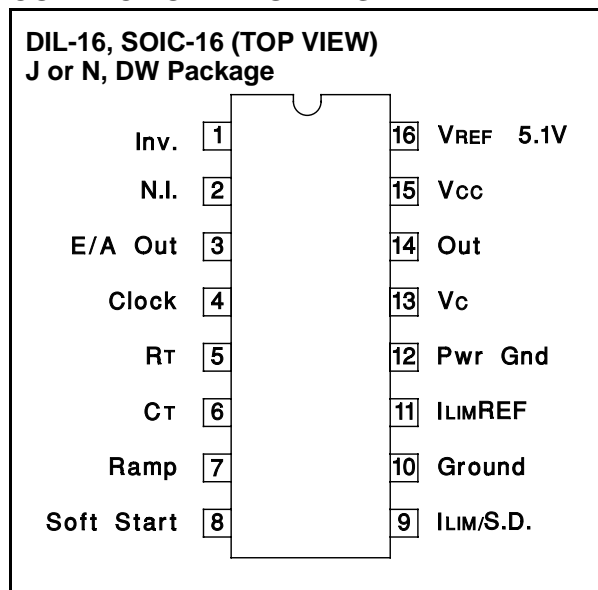 DIL-16, SOIC-16 (TOP VIEW)
J or N, DW Package
Inv. 1 16 VREF 5.1V
N.I. 2 15 Vcc
E/A Out 3 14 Out
Clock 4 13 Vc
RT 5 12 Pwr Gnd
CT 6 11 ILIMREF
Ramp 7 10 Ground
Soft Start 8 9 ILIM/S.D.